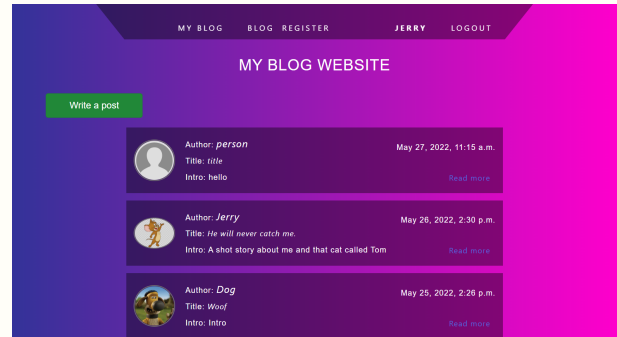 MY BLOG BLOG REGISTER JERRY LOGOUT
MY BLOG WEBSITE
Write a post
Author: person
May 27, 2022, 11:15 a.m.
Title: title
Intro: hello
Read more
Author: Jerry
May 26, 2022, 2:30 p.m.
Title: He will never catch me.
Intro: A shot story about me and that cat called Tom
Read more
Author: Dog
May 25, 2022, 2:26 p.m.
Title: Woof
Intro: Intro
Read more